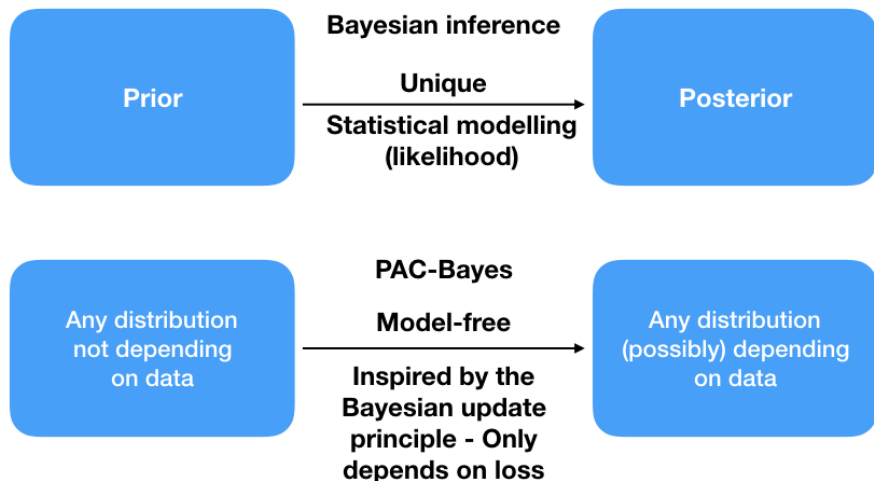 Bayesian inference
Prior
Unique
Statistical modelling
(likelihood)
Posterior
PAC-Bayes
Any distribution
not depending
on data
Model-free
Inspired by the
Bayesian update
principle - Only
depends on loss
Any distribution
(possibly) depending
on data